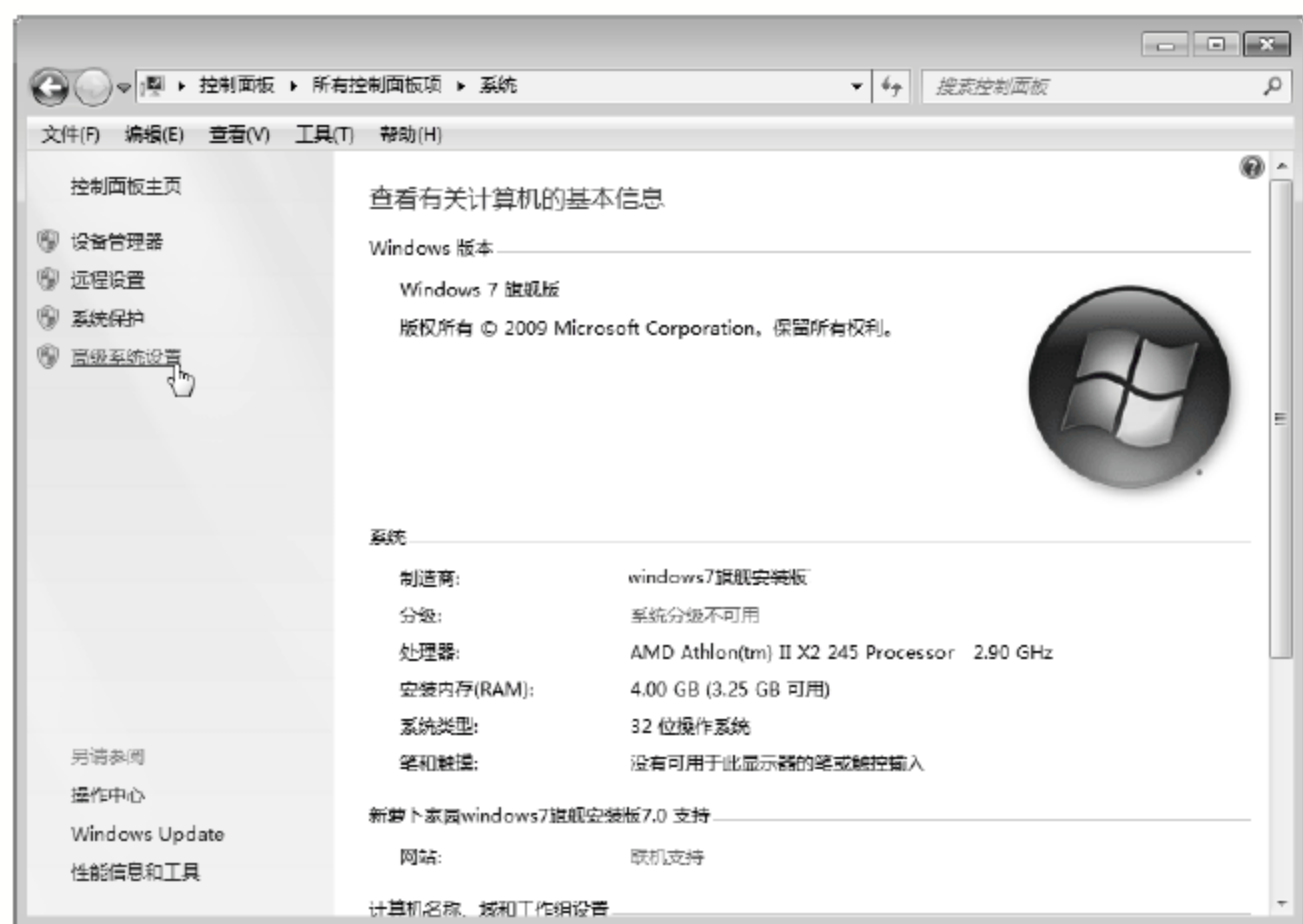 控制面板 ▸ 所有控制面板项 ▸ 系统
搜索控制面板
文件(F) 编辑(E) 查看(V) 工具(T) 帮助(H)
控制面板主页
设备管理器
远程设置
系统保护
高级系统设置
另请参阅
操作中心
Windows Update
性能信息和工具
查看有关计算机的基本信息
Windows 版本
Windows 7 旗舰版
版权所有 © 2009 Microsoft Corporation。保留所有权利。
系统
制造商: windows7旗舰安装版
分级: 系统分级不可用
处理器: AMD Athlon(tm) II X2 245 Processor 2.90 GHz
安装内存(RAM): 4.00 GB (3.25 GB 可用)
系统类型: 32 位操作系统
笔和触摸: 没有可用于此显示器的笔或触控输入
新萝卜家园windows7旗舰安装版7.0 支持
网站: 联机支持
计算机名称、域和工作组设置